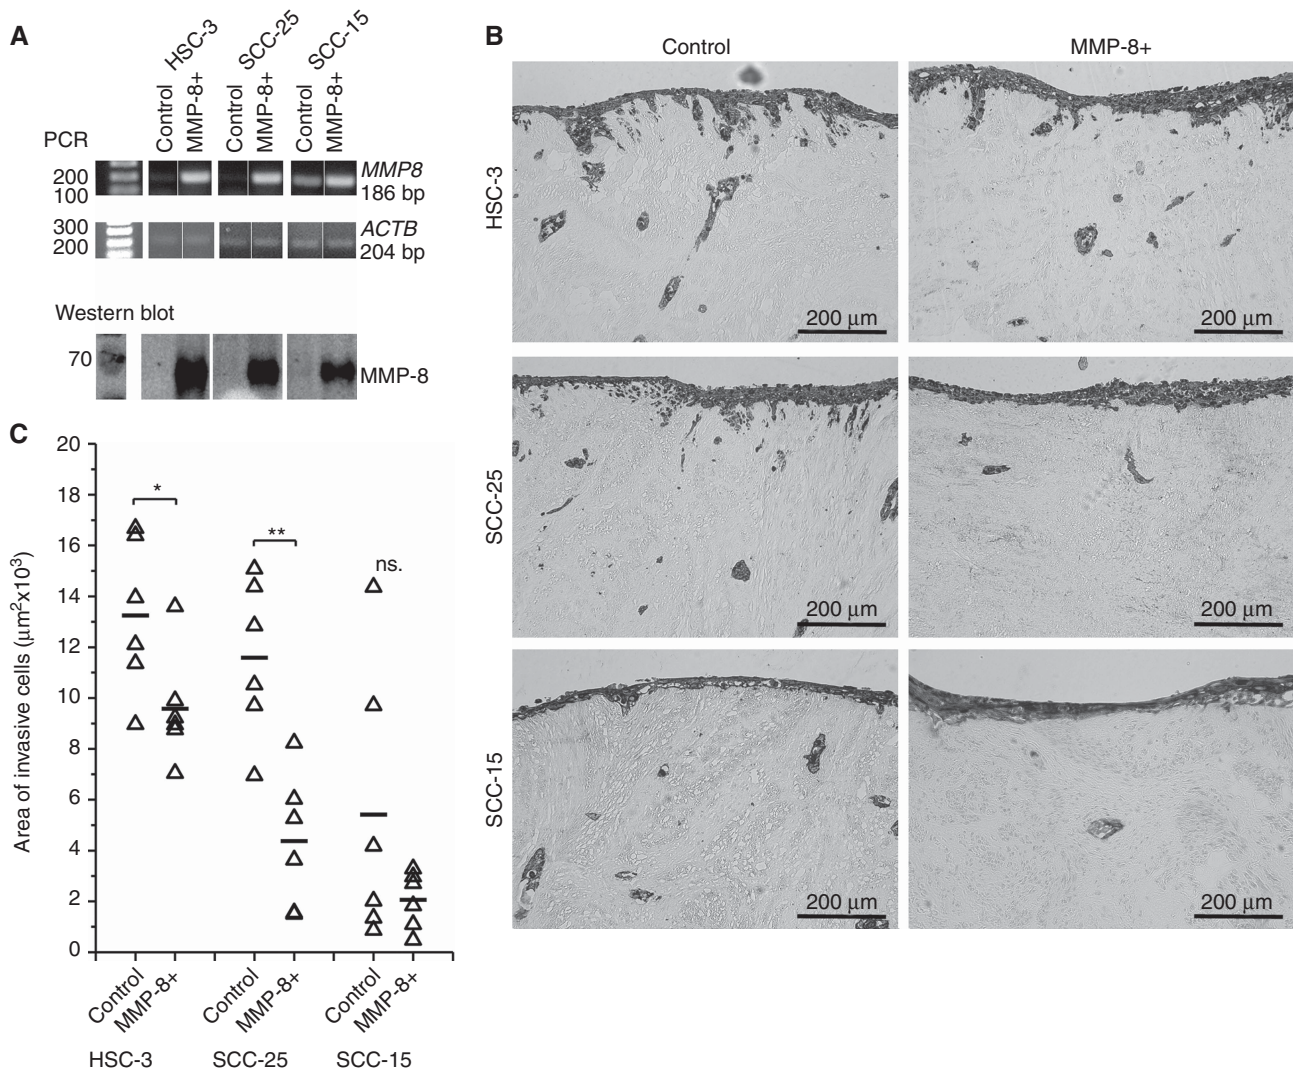 A
HSC-3
SCC-25
SCC-15
Control
MMP-8+
Control
MMP-8+
Control
MMP-8+
PCR
200
100
MMP8
186 bp
300
200
ACTB
204 bp
Western blot
70
MMP-8
B
Control
MMP-8+
HSC-3
200 µm
200 µm
SCC-25
200 µm
200 µm
SCC-15
200 µm
200 µm
C
Area of invasive cells (µm²x10³)
20
18
16
14
12
10
8
6
4
2
0
*
**
ns.
Control
MMP-8+
Control
MMP-8+
Control
MMP-8+
HSC-3
SCC-25
SCC-15